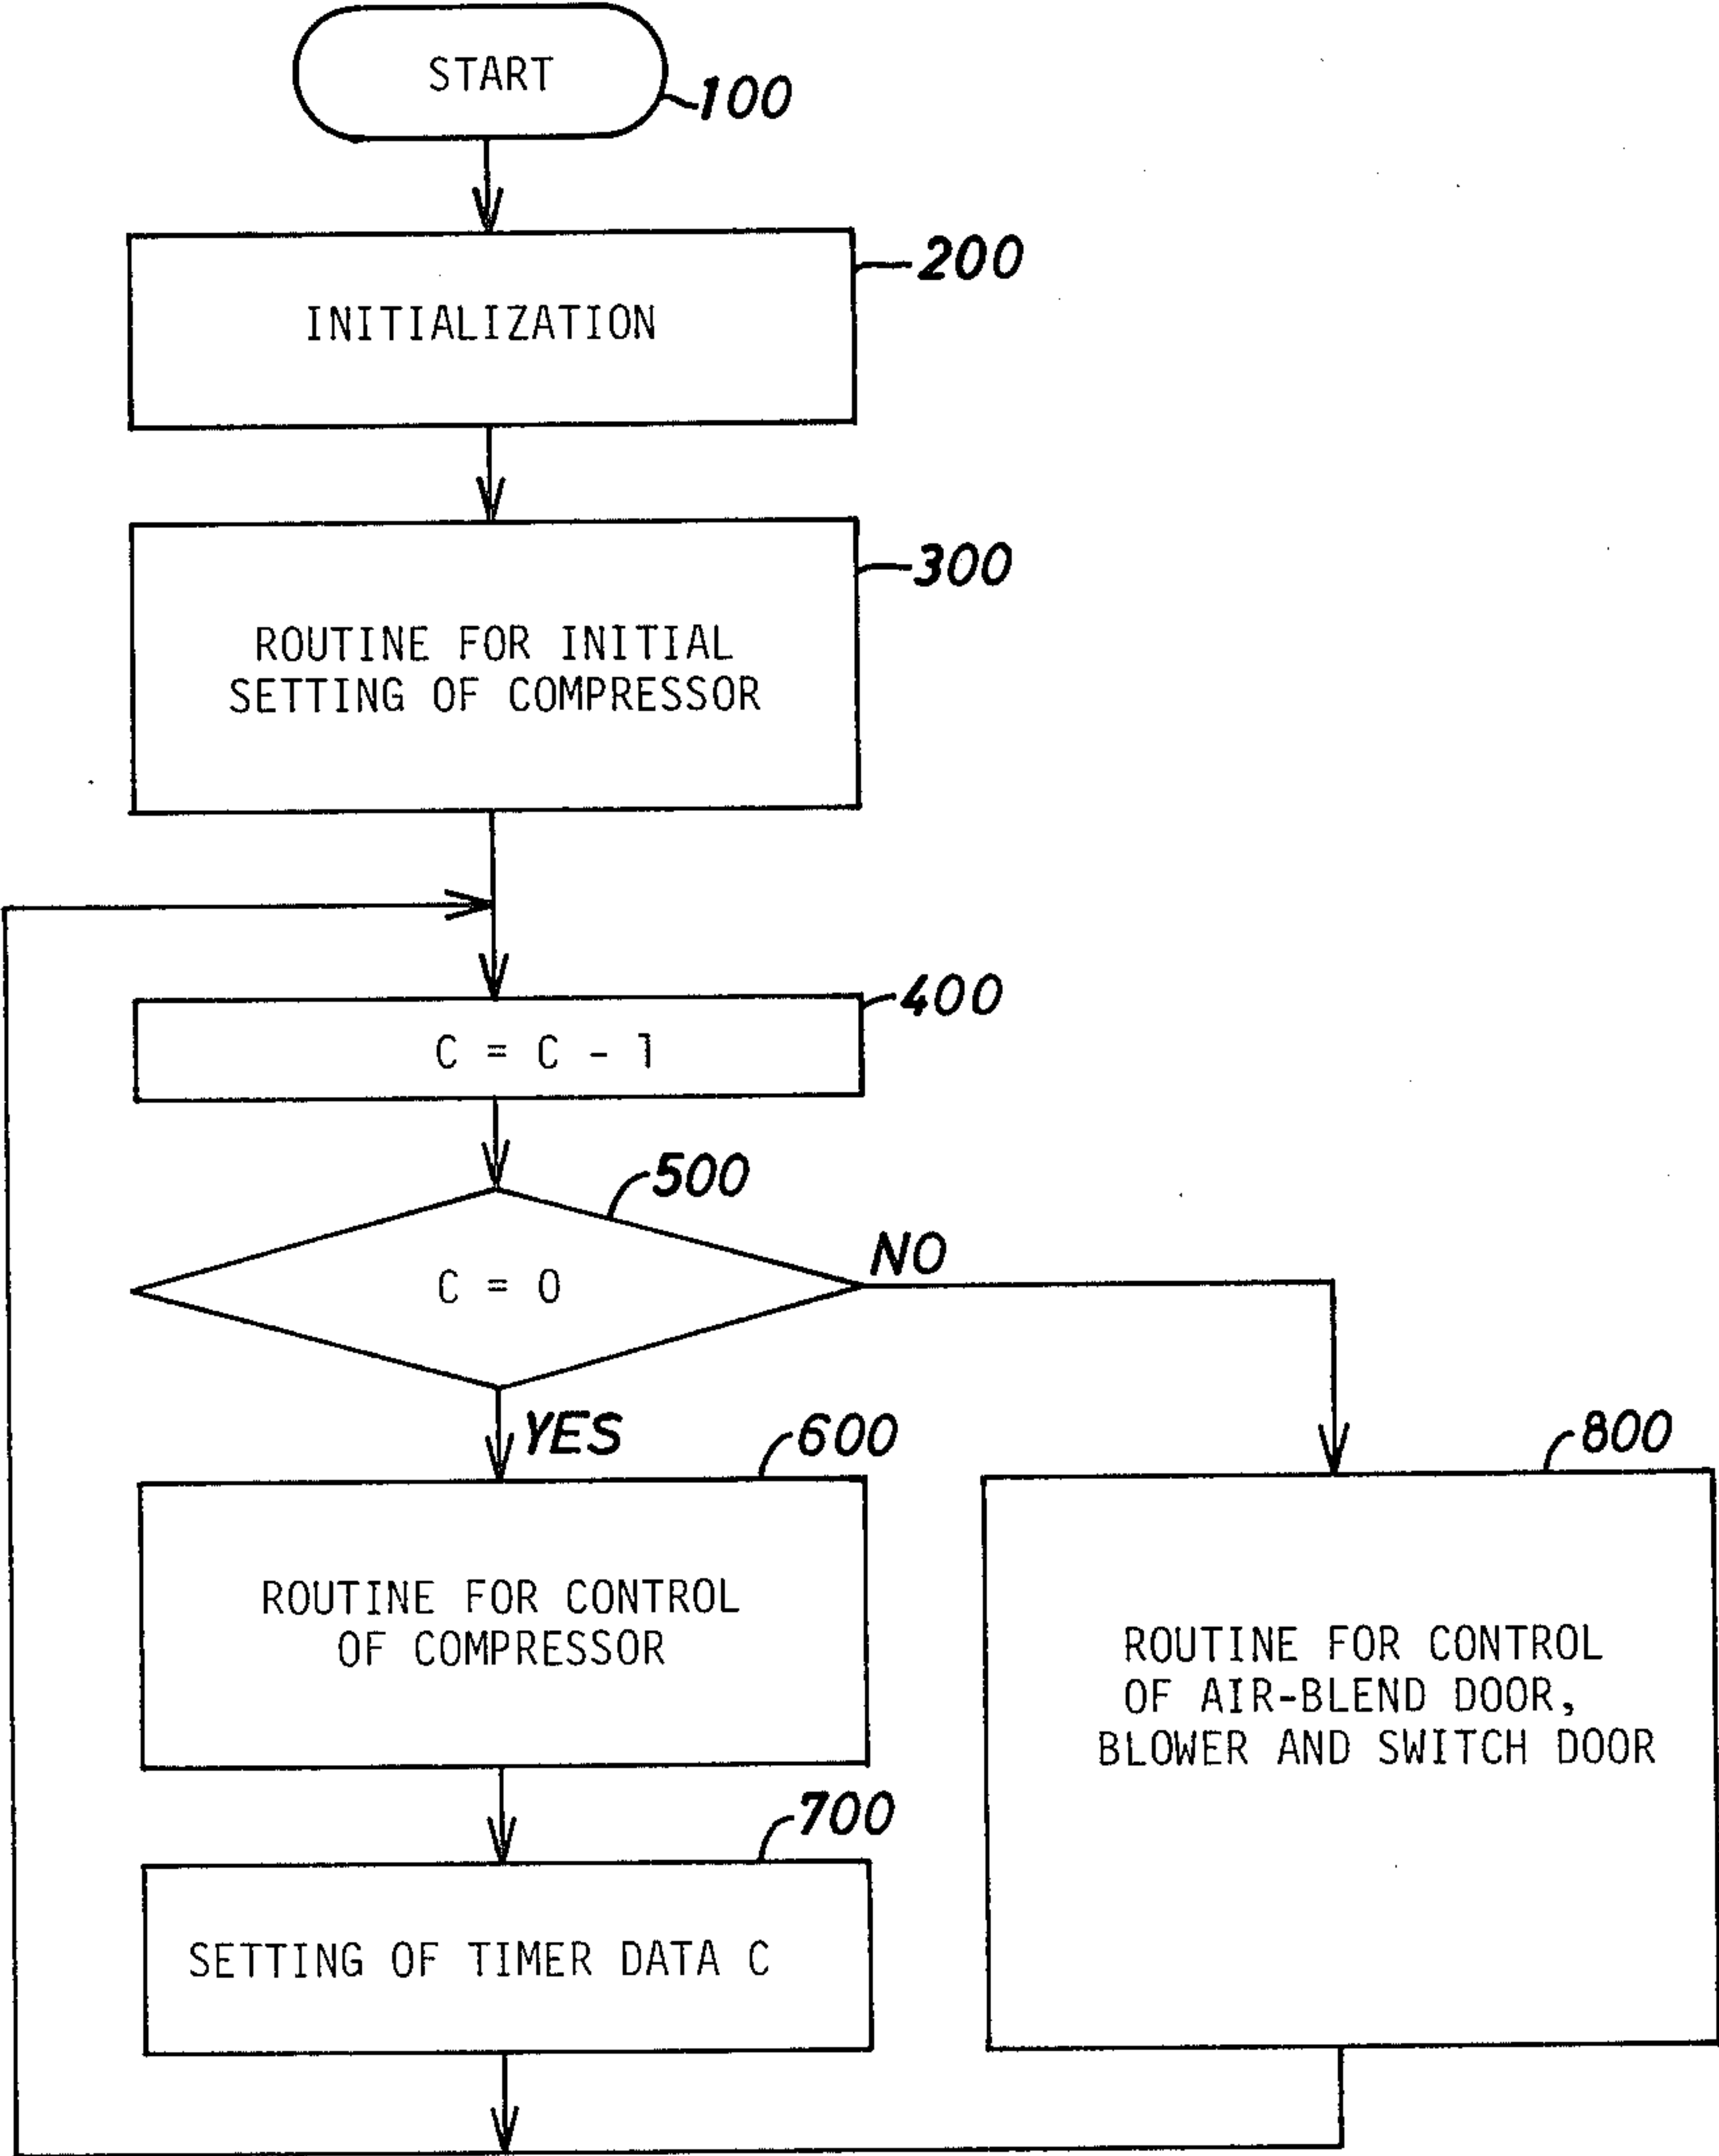 START
100
200
INITIALIZATION
300
ROUTINE FOR INITIAL
SETTING OF COMPRESSOR
400
C = C - 1
500
C = 0
NO
YES
600
800
ROUTINE FOR CONTROL
OF COMPRESSOR
ROUTINE FOR CONTROL
OF AIR-BLEND DOOR,
BLOWER AND SWITCH DOOR
700
SETTING OF TIMER DATA C